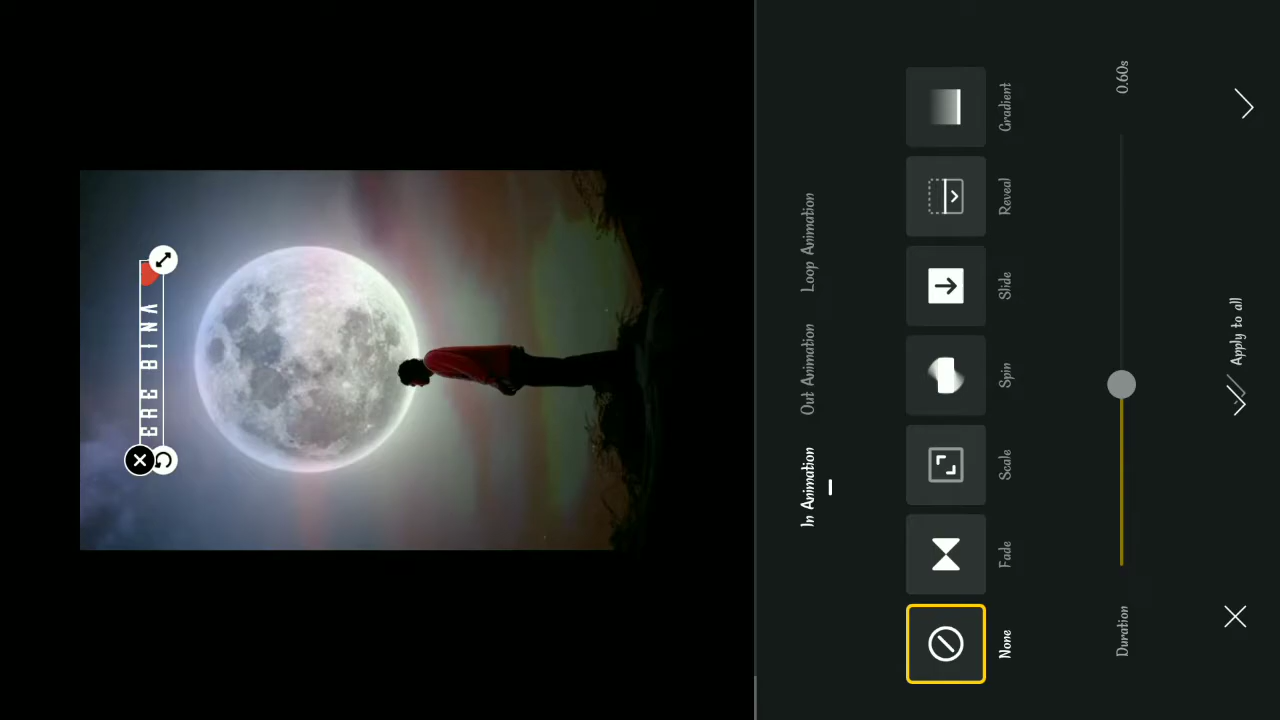 ERE BINA
In Animation
Out Animation
Loop Animation
None
Fade
Scale
Spin
Slide
Reveal
Gradient
Duration
0.60s
Apply to all